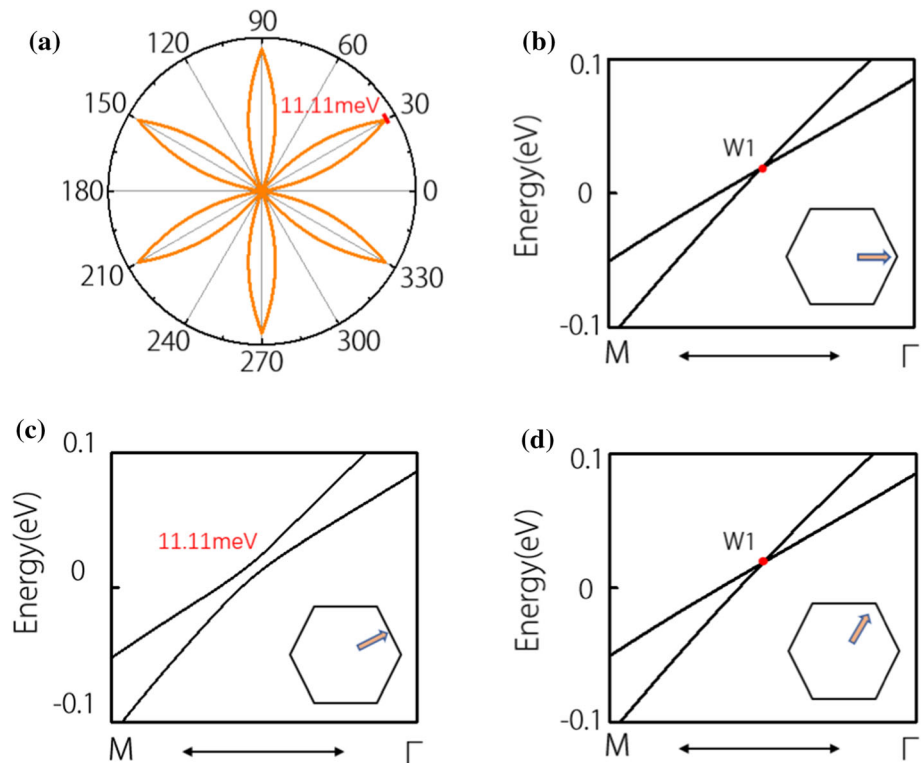 (a)
120
60
150
11.11meV
30
180
0
210
330
240
300
90
270
(b)
0.1
W1
Energy(eV)
0
-0.1
M
Γ
(c)
0.1
11.11meV
Energy(eV)
0
-0.1
M
Γ
(d)
0.1
W1
Energy(eV)
0
-0.1
M
Γ